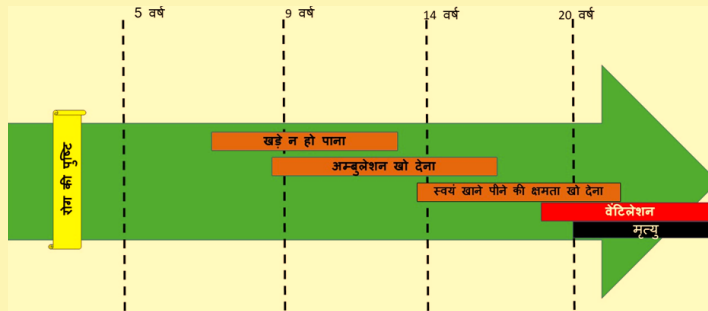 5 वर्ष
9 वर्ष
14 वर्ष
20 वर्ष
रोग की पुष्टि
खड़े न हो पाना
अम्बुलेशन खो देना
स्वयं खाने पीने की क्षमता खो देना
वेंटिलेशन
मृत्यु